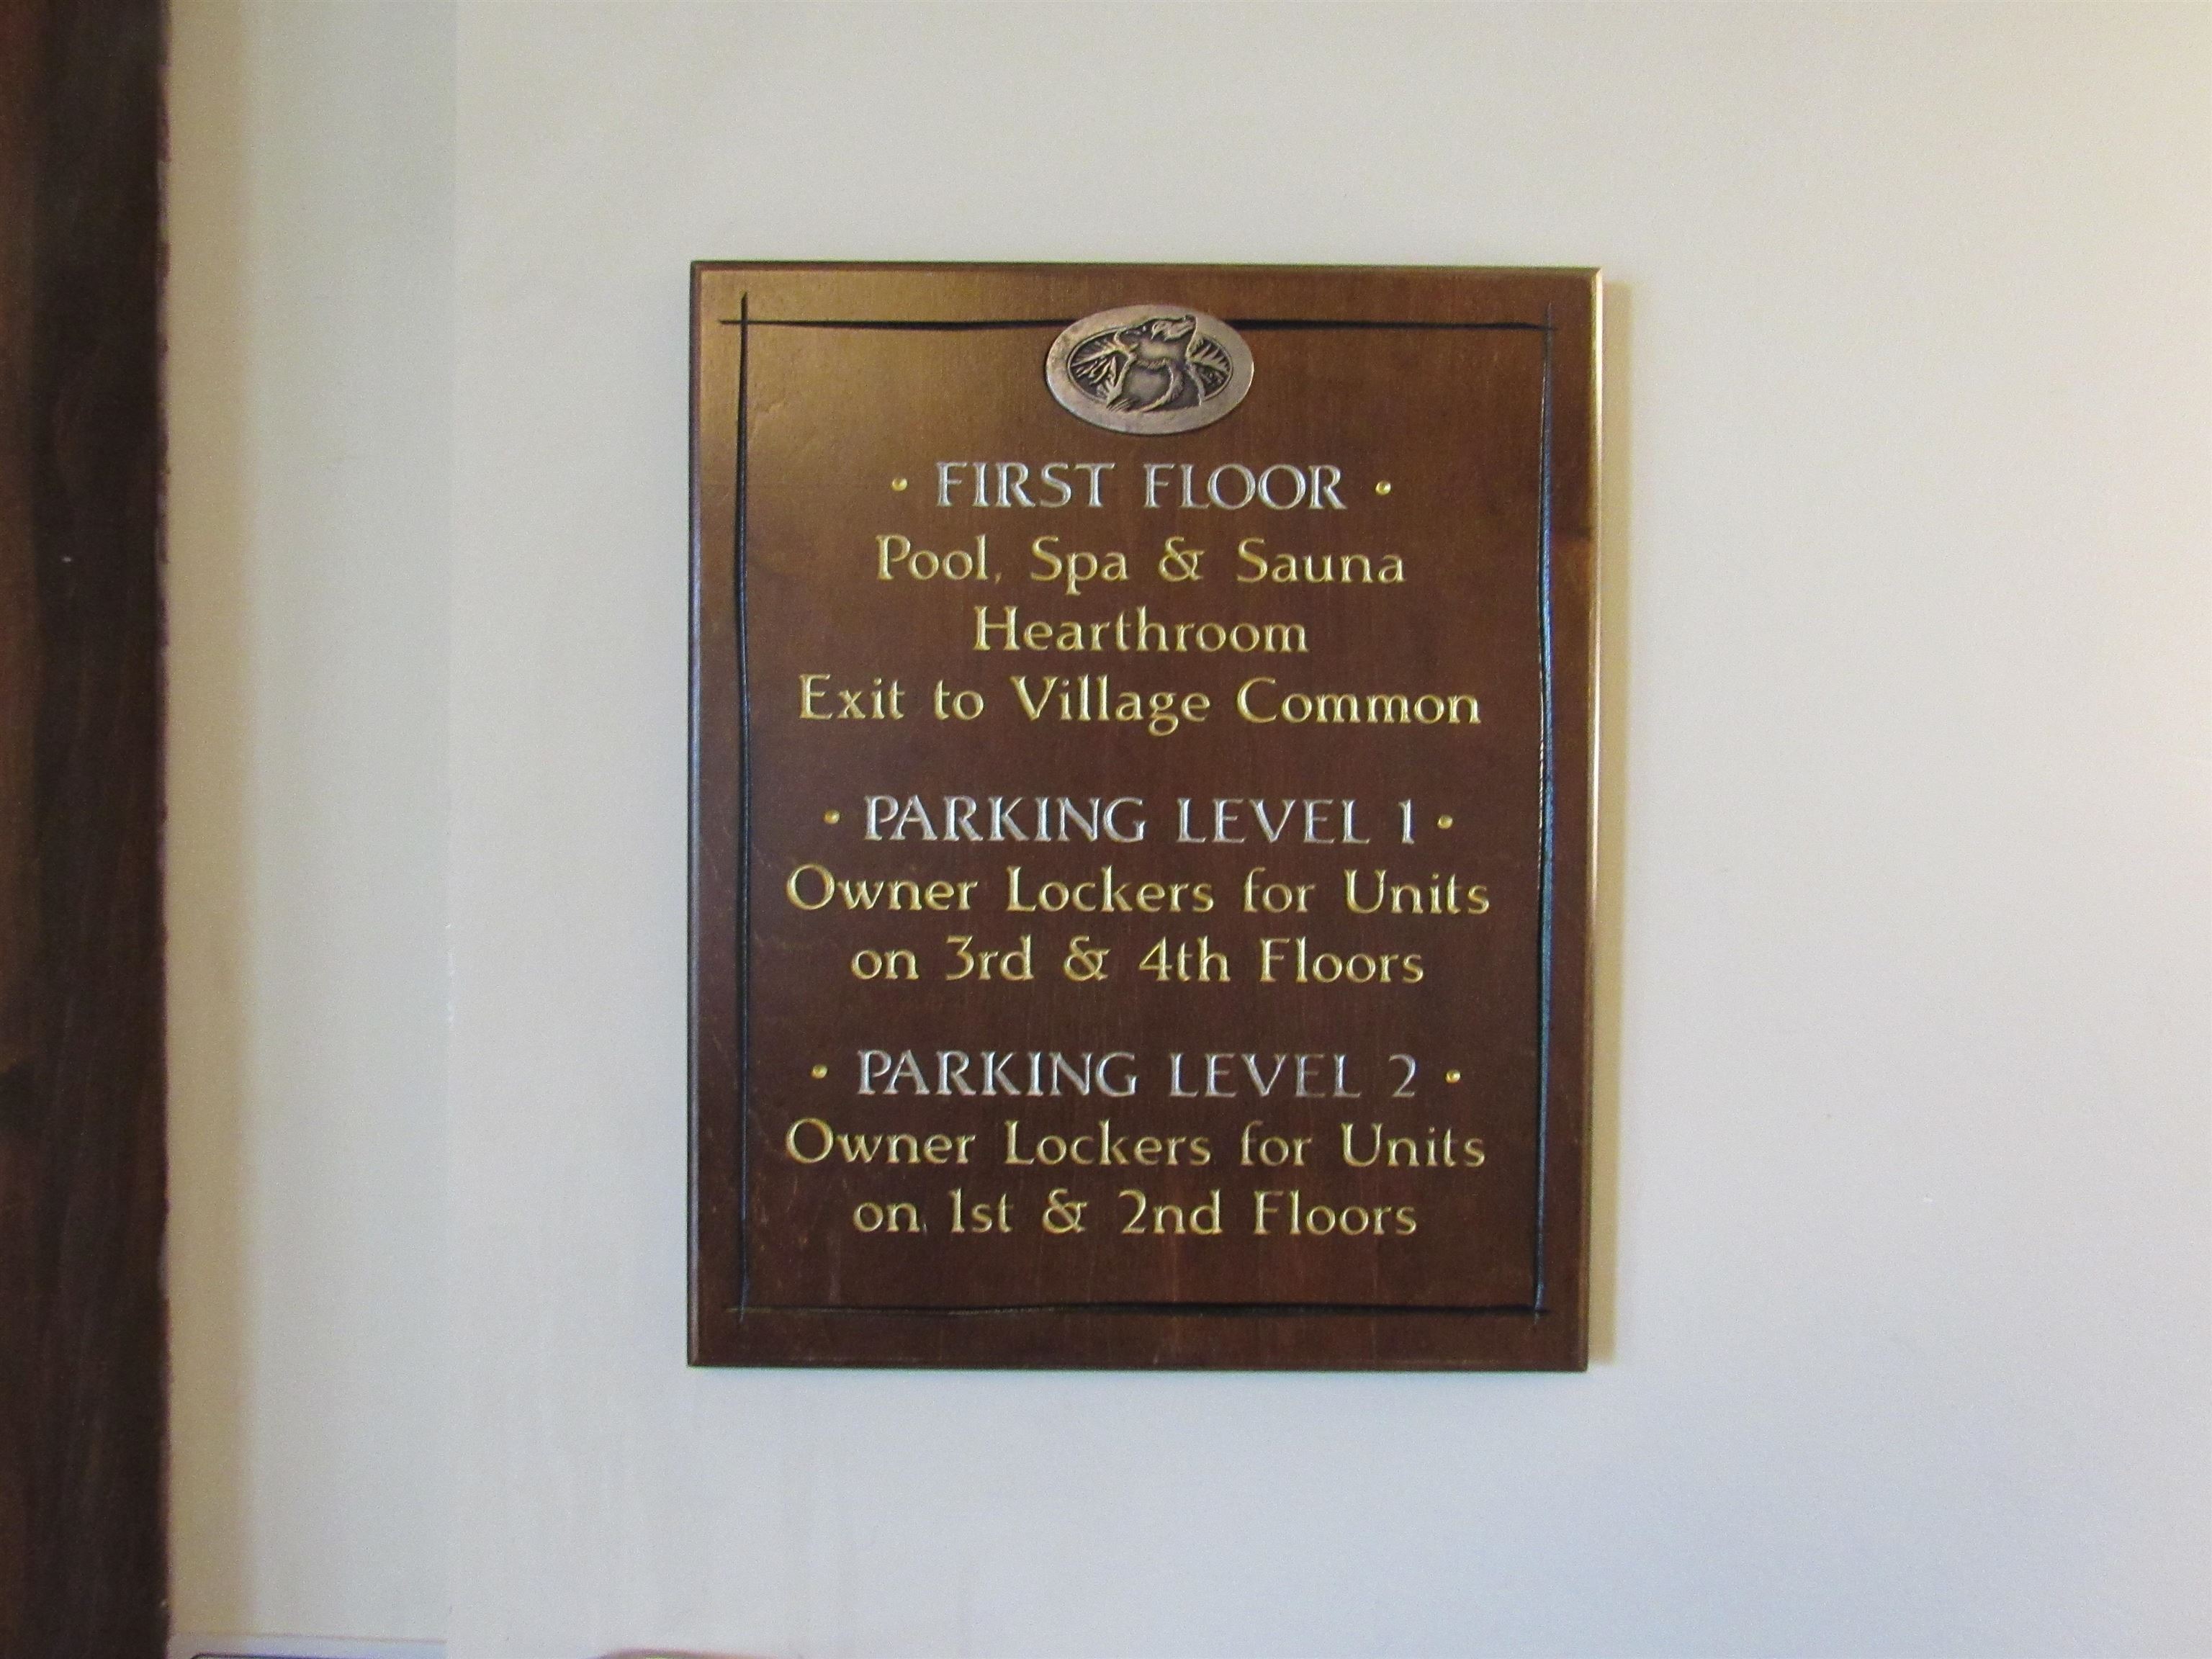 · FIRST FLOOR ·
Pool, Spa & Sauna
Hearthroom
Exit to Village Common
· PARKING LEVEL 1 ·
Owner Lockers for Units
on 3rd & 4th Floors
· PARKING LEVEL 2 ·
Owner Lockers for Units
on 1st & 2nd Floors